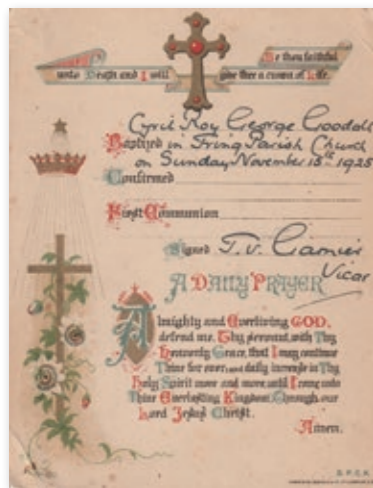 Be thou faithful
unto Death and I will give thee a crown of life.
Cyril Roy George Goodall
Baptized in Tring Parish Church
on Sunday November 15th 1925
Confirmed
First Communion
Signed T. V. Garnier
Vicar
A DAILY PRAYER
Almighty and Everliving GOD,
defend me, Thy servant, with Thy
Heavenly Grace, that I may continue
Thine for ever, and daily increase in Thy
Holy Spirit more and more, until I come unto
Thine Everlasting Kingdom, Through our
Lord Jesus Christ.
Amen.
S.P.C.K.